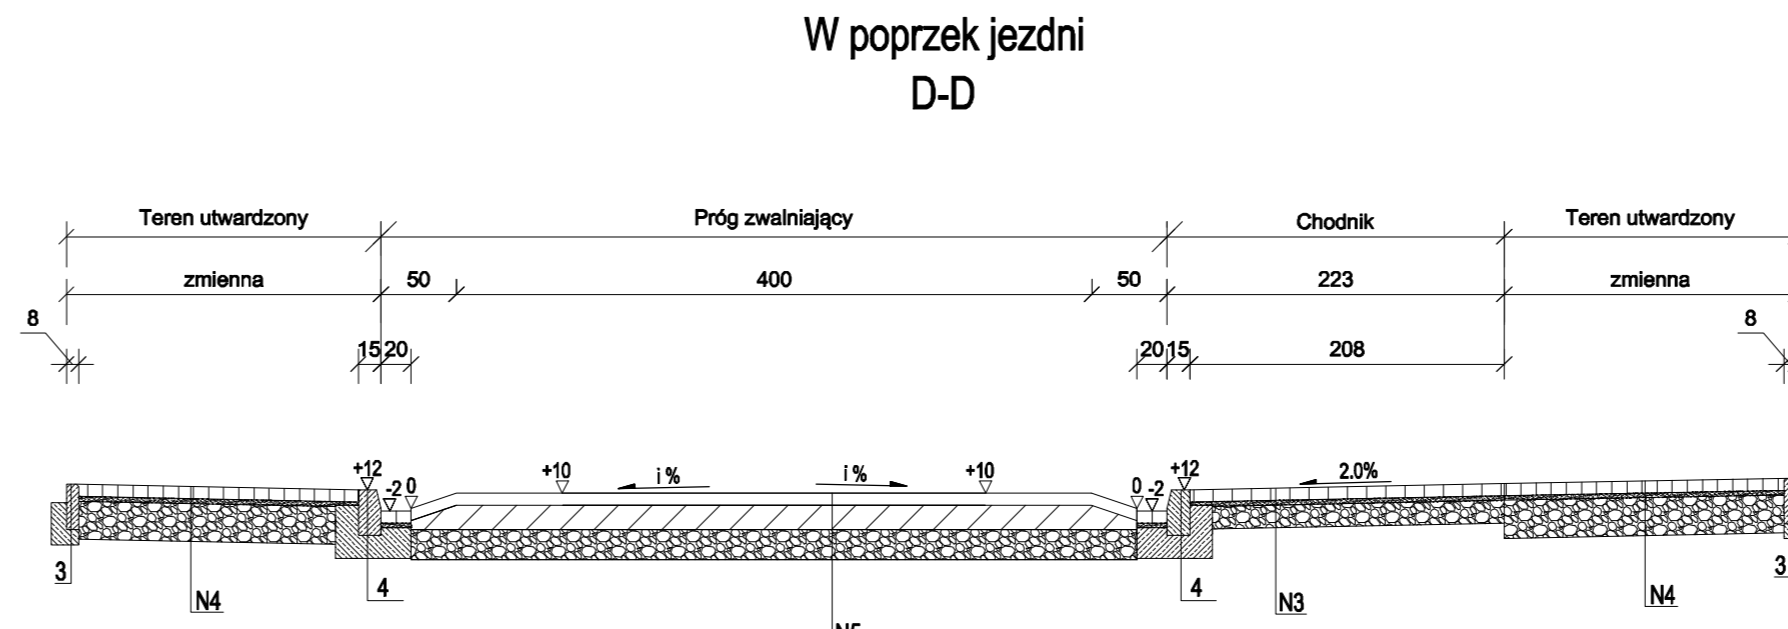 W poprzek jezdni
D-D
Teren utwardzony Próg zwalniający Chodnik Teren utwardzony
zmienna 50 400 50 223 zmienna
8 8
15 20 20 15 208
+12 -2 0 +10 i % i % +10 0 -2 +12 2.0%
3 4 4 3
N4 N3 N4
N5